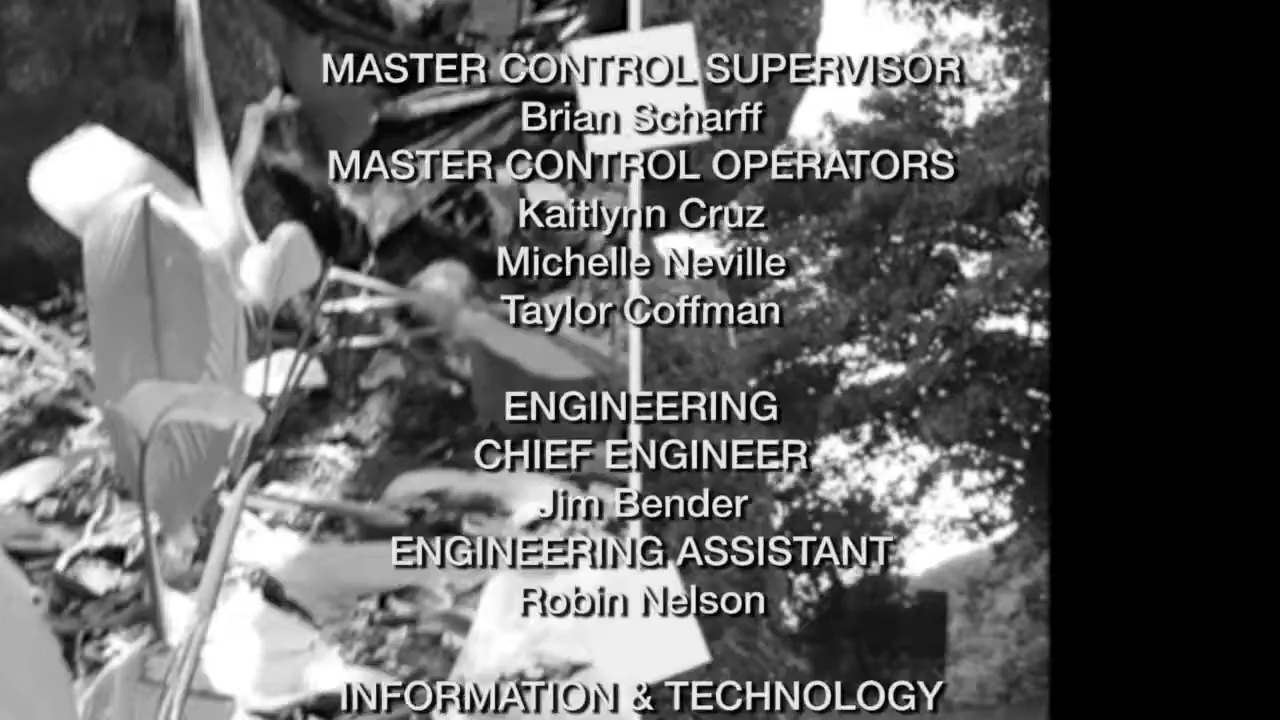 MASTER CONTROL SUPERVISOR
Brian Scharff
MASTER CONTROL OPERATORS
Kaitlynn Cruz
Michelle Neville
Taylor Coffman
ENGINEERING
CHIEF ENGINEER
Jim Bender
ENGINEERING ASSISTANT
Robin Nelson
INFORMATION & TECHNOLOGY